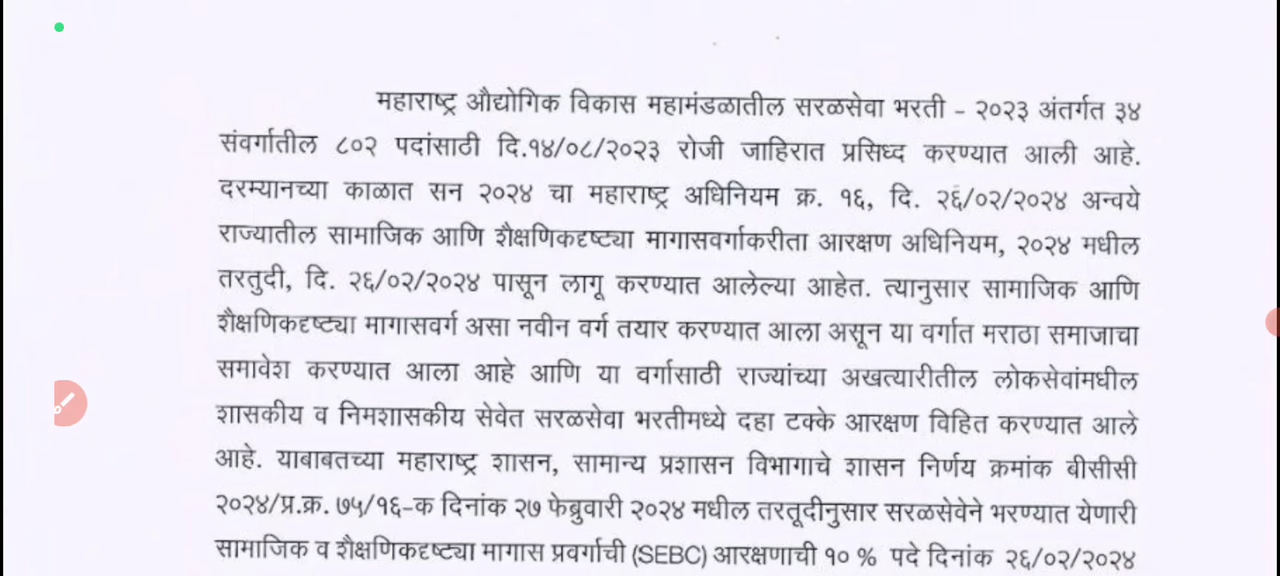 महाराष्ट्र औद्योगिक विकास महामंडळातील सरळसेवा भरती - २०२३ अंतर्गत ३४
संवर्गातील ८०२ पदांसाठी दि.१४/०८/२०२३ रोजी जाहिरात प्रसिध्द करण्यात आली आहे.
दरम्यानच्या काळात सन २०२४ चा महाराष्ट्र अधिनियम क्र. १६, दि. २६/०२/२०२४ अन्वये
राज्यातील सामाजिक आणि शैक्षणिकदृष्ट्या मागासवर्गाकरीता आरक्षण अधिनियम, २०२४ मधील
तरतुदी, दि. २६/०२/२०२४ पासून लागू करण्यात आलेल्या आहेत. त्यानुसार सामाजिक आणि
शैक्षणिकदृष्ट्या मागासवर्ग असा नवीन वर्ग तयार करण्यात आला असून या वर्गात मराठा समाजाचा
समावेश करण्यात आला आहे आणि या वर्गासाठी राज्यांच्या अखत्यारीतील लोकसेवांमधील
शासकीय व निमशासकीय सेवेत सरळसेवा भरतीमध्ये दहा टक्के आरक्षण विहित करण्यात आले
आहे. याबाबतच्या महाराष्ट्र शासन, सामान्य प्रशासन विभागाचे शासन निर्णय क्रमांक बीसीसी
२०२४/प्र.क्र. ७५/१६-क दिनांक २७ फेब्रुवारी २०२४ मधील तरतूदीनुसार सरळसेवेने भरण्यात येणारी
सामाजिक व शैक्षणिकदृष्ट्या मागास प्रवर्गाची (SEBC) आरक्षणाची १० % पदे दिनांक २६/०२/२०२४